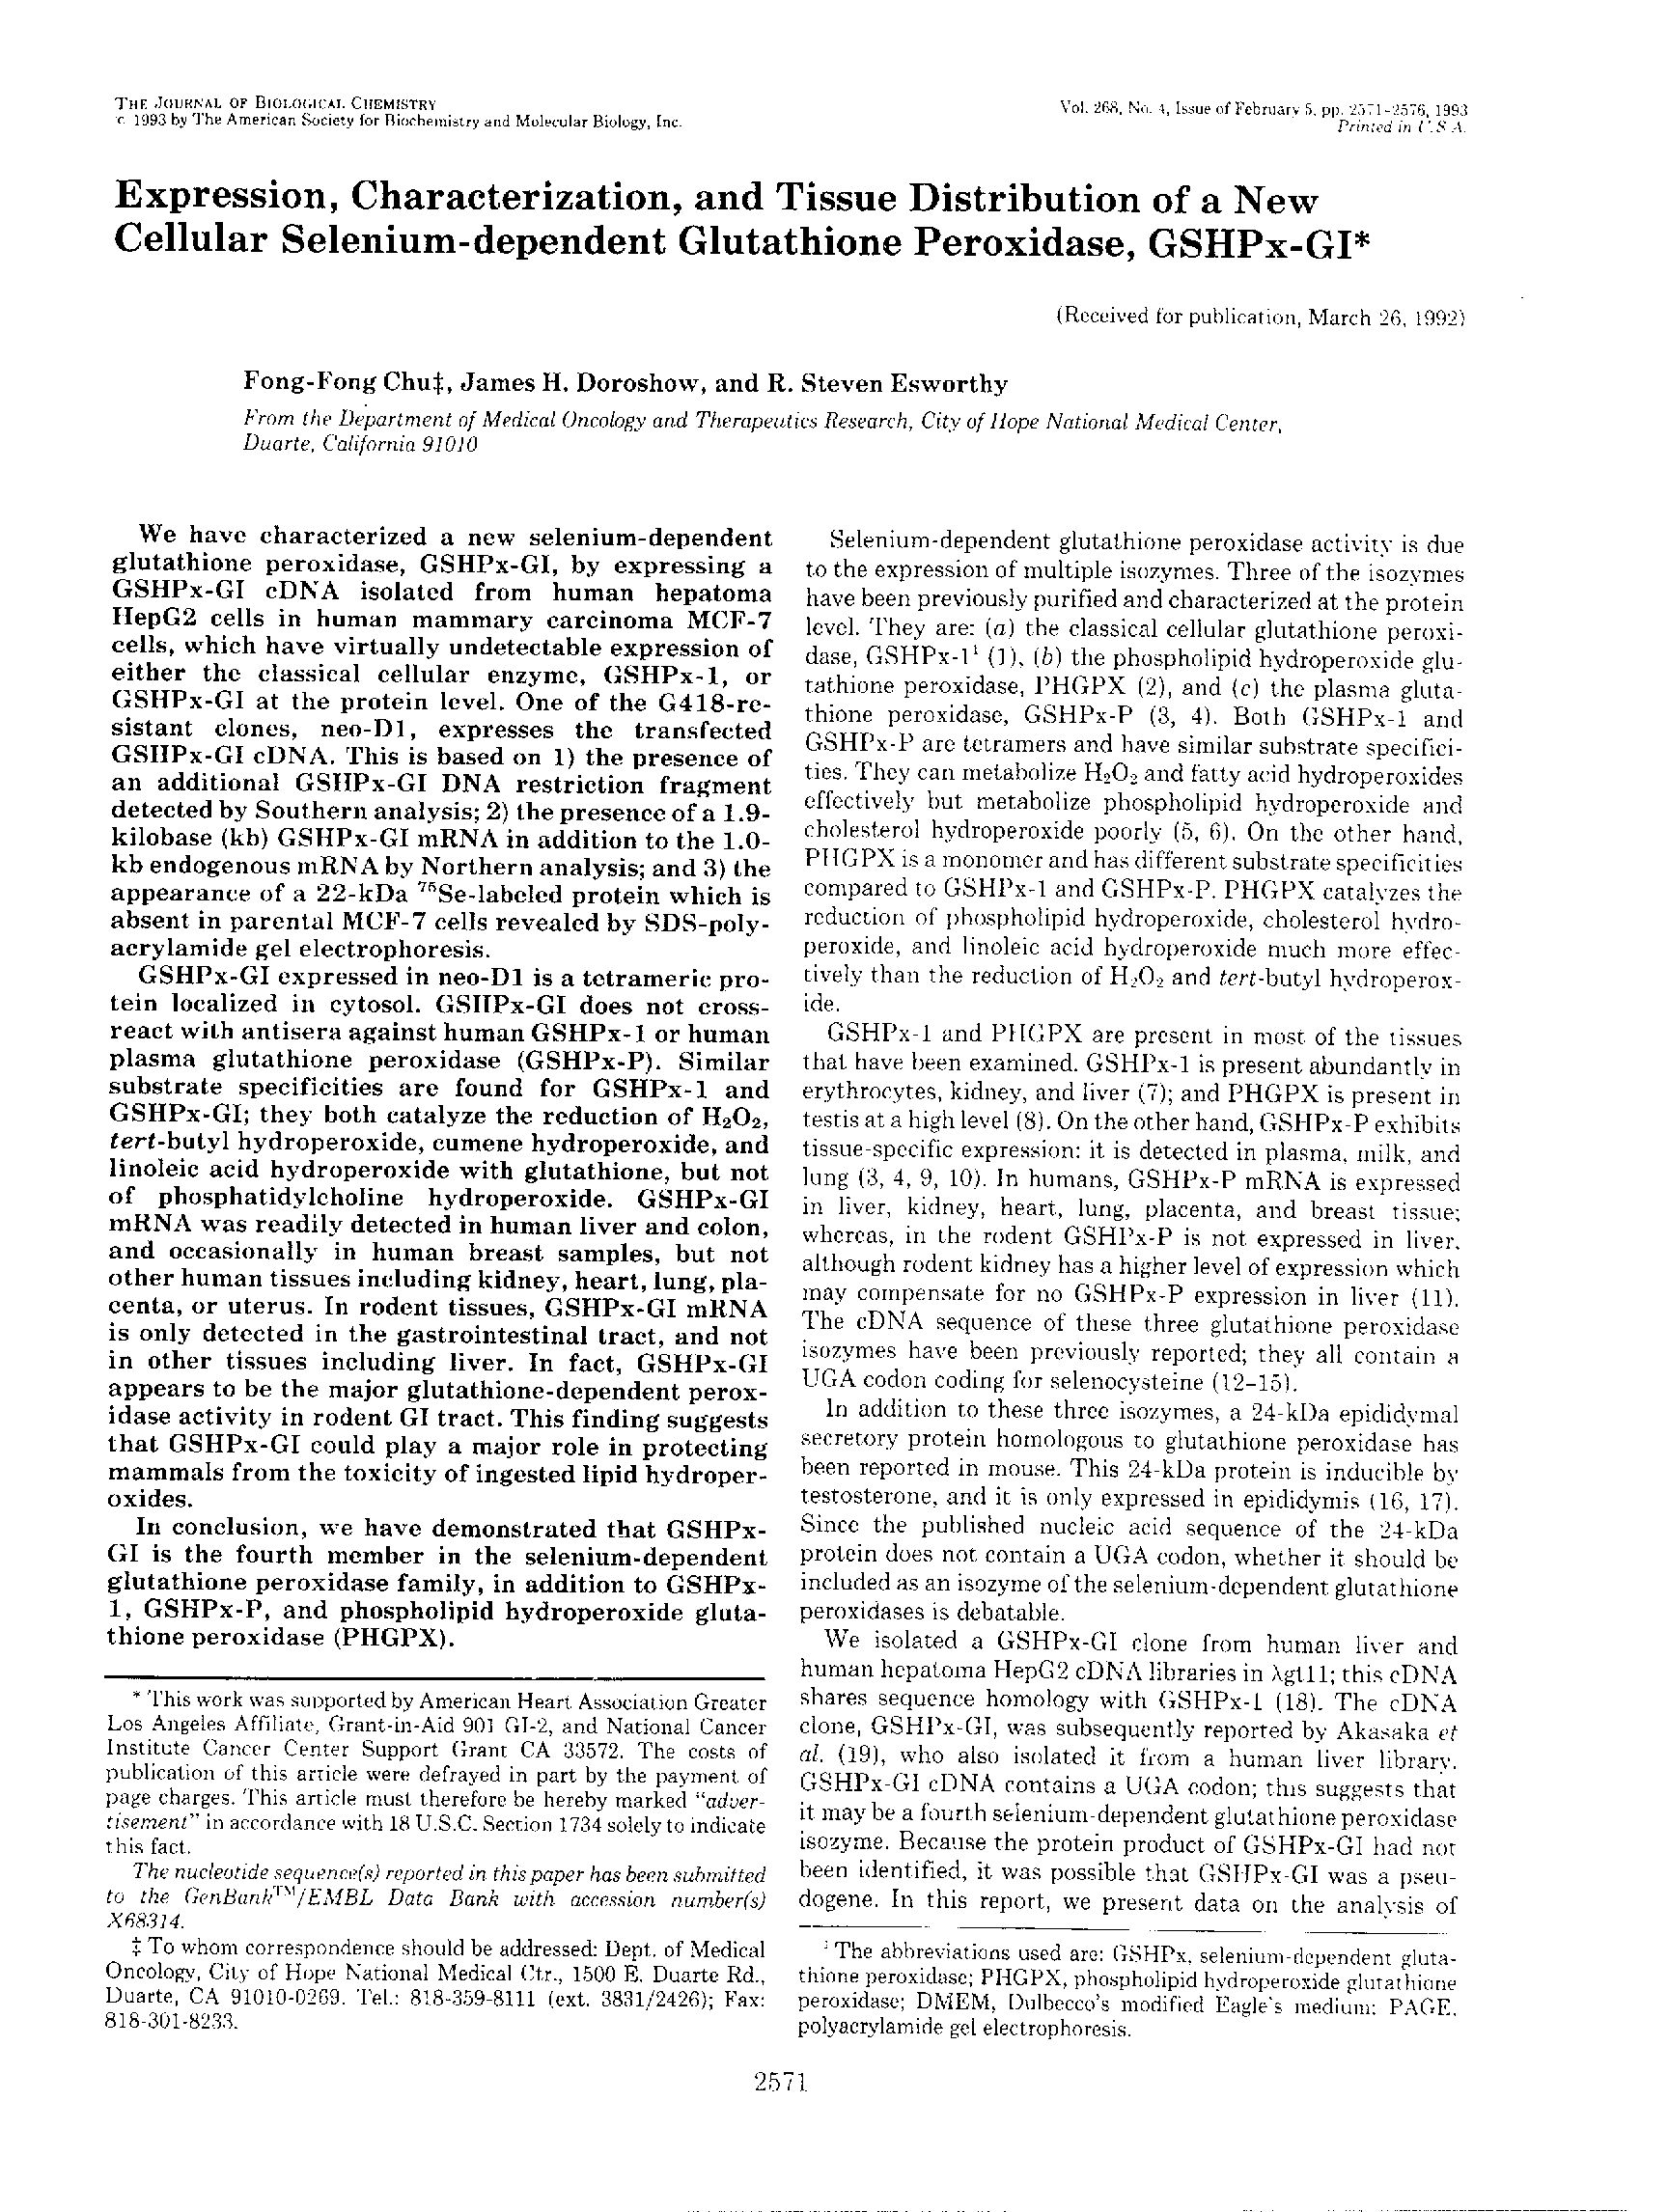 THE JOURNAL OF BIOLOGICAL CHEMISTRY
© 1993 by The American Society for Biochemistry and Molecular Biology, Inc.
Vol. 268, No. 4, Issue of February 5, pp. 2571-2576, 1993
Printed in U.S.A.
Expression, Characterization, and Tissue Distribution of a New
Cellular Selenium-dependent Glutathione Peroxidase, GSHPx-GI*
(Received for publication, March 26, 1992)
Fong-Fong Chu‡, James H. Doroshow, and R. Steven Esworthy
From the Department of Medical Oncology and Therapeutics Research, City of Hope National Medical Center,
Duarte, California 91010
We have characterized a new selenium-dependent
glutathione peroxidase, GSHPx-GI, by expressing a
GSHPx-GI cDNA isolated from human hepatoma
HepG2 cells in human mammary carcinoma MCF-7
cells, which have virtually undetectable expression of
either the classical cellular enzyme, GSHPx-1, or
GSHPx-GI at the protein level. One of the G418-re-
sistant clones, neo-D1, expresses the transfected
GSHPx-GI cDNA. This is based on 1) the presence of
an additional GSHPx-GI DNA restriction fragment
detected by Southern analysis; 2) the presence of a 1.9-
kilobase (kb) GSHPx-GI mRNA in addition to the 1.0-
kb endogenous mRNA by Northern analysis; and 3) the
appearance of a 22-kDa ⁷⁵Se-labeled protein which is
absent in parental MCF-7 cells revealed by SDS-poly-
acrylamide gel electrophoresis.
GSHPx-GI expressed in neo-D1 is a tetrameric pro-
tein localized in cytosol. GSHPx-GI does not cross-
react with antisera against human GSHPx-1 or human
plasma glutathione peroxidase (GSHPx-P). Similar
substrate specificities are found for GSHPx-1 and
GSHPx-GI; they both catalyze the reduction of H₂O₂,
tert-butyl hydroperoxide, cumene hydroperoxide, and
linoleic acid hydroperoxide with glutathione, but not
of phosphatidylcholine hydroperoxide. GSHPx-GI
mRNA was readily detected in human liver and colon,
and occasionally in human breast samples, but not
other human tissues including kidney, heart, lung, pla-
centa, or uterus. In rodent tissues, GSHPx-GI mRNA
is only detected in the gastrointestinal tract, and not
in other tissues including liver. In fact, GSHPx-GI
appears to be the major glutathione-dependent perox-
idase activity in rodent GI tract. This finding suggests
that GSHPx-GI could play a major role in protecting
mammals from the toxicity of ingested lipid hydroper-
oxides.
In conclusion, we have demonstrated that GSHPx-
GI is the fourth member in the selenium-dependent
glutathione peroxidase family, in addition to GSHPx-
1, GSHPx-P, and phospholipid hydroperoxide gluta-
thione peroxidase (PHGPX).
* This work was supported by American Heart Association Greater
Los Angeles Affiliate, Grant-in-Aid 901 GI-2, and National Cancer
Institute Cancer Center Support Grant CA 33572. The costs of
publication of this article were defrayed in part by the payment of
page charges. This article must therefore be hereby marked "adver-
tisement" in accordance with 18 U.S.C. Section 1734 solely to indicate
this fact.
The nucleotide sequence(s) reported in this paper has been submitted
to the GenBank™/EMBL Data Bank with accession number(s)
X68314.
‡ To whom correspondence should be addressed: Dept. of Medical
Oncology, City of Hope National Medical Ctr., 1500 E. Duarte Rd.,
Duarte, CA 91010-0269. Tel.: 818-359-8111 (ext. 3831/2426); Fax:
818-301-8233.
Selenium-dependent glutathione peroxidase activity is due
to the expression of multiple isozymes. Three of the isozymes
have been previously purified and characterized at the protein
level. They are: (a) the classical cellular glutathione peroxi-
dase, GSHPx-1¹ (1), (b) the phospholipid hydroperoxide glu-
tathione peroxidase, PHGPX (2), and (c) the plasma gluta-
thione peroxidase, GSHPx-P (3, 4). Both GSHPx-1 and
GSHPx-P are tetramers and have similar substrate specifici-
ties. They can metabolize H₂O₂ and fatty acid hydroperoxides
effectively but metabolize phospholipid hydroperoxide and
cholesterol hydroperoxide poorly (5, 6). On the other hand,
PHGPX is a monomer and has different substrate specificities
compared to GSHPx-1 and GSHPx-P. PHGPX catalyzes the
reduction of phospholipid hydroperoxide, cholesterol hydro-
peroxide, and linoleic acid hydroperoxide much more effec-
tively than the reduction of H₂O₂ and tert-butyl hydroperox-
ide.
GSHPx-1 and PHGPX are present in most of the tissues
that have been examined. GSHPx-1 is present abundantly in
erythrocytes, kidney, and liver (7); and PHGPX is present in
testis at a high level (8). On the other hand, GSHPx-P exhibits
tissue-specific expression: it is detected in plasma, milk, and
lung (3, 4, 9, 10). In humans, GSHPx-P mRNA is expressed
in liver, kidney, heart, lung, placenta, and breast tissue;
whereas, in the rodent GSHPx-P is not expressed in liver,
although rodent kidney has a higher level of expression which
may compensate for no GSHPx-P expression in liver (11).
The cDNA sequence of these three glutathione peroxidase
isozymes have been previously reported; they all contain a
UGA codon coding for selenocysteine (12-15).
In addition to these three isozymes, a 24-kDa epididymal
secretory protein homologous to glutathione peroxidase has
been reported in mouse. This 24-kDa protein is inducible by
testosterone, and it is only expressed in epididymis (16, 17).
Since the published nucleic acid sequence of the 24-kDa
protein does not contain a UGA codon, whether it should be
included as an isozyme of the selenium-dependent glutathione
peroxidases is debatable.
We isolated a GSHPx-GI clone from human liver and
human hepatoma HepG2 cDNA libraries in λgt11; this cDNA
shares sequence homology with GSHPx-1 (18). The cDNA
clone, GSHPx-GI, was subsequently reported by Akasaka et
al. (19), who also isolated it from a human liver library.
GSHPx-GI cDNA contains a UGA codon; this suggests that
it may be a fourth selenium-dependent glutathione peroxidase
isozyme. Because the protein product of GSHPx-GI had not
been identified, it was possible that GSHPx-GI was a pseu-
dogene. In this report, we present data on the analysis of
¹ The abbreviations used are: GSHPx, selenium-dependent gluta-
thione peroxidase; PHGPX, phospholipid hydroperoxide glutathione
peroxidase; DMEM, Dulbecco's modified Eagle's medium; PAGE,
polyacrylamide gel electrophoresis.
2571